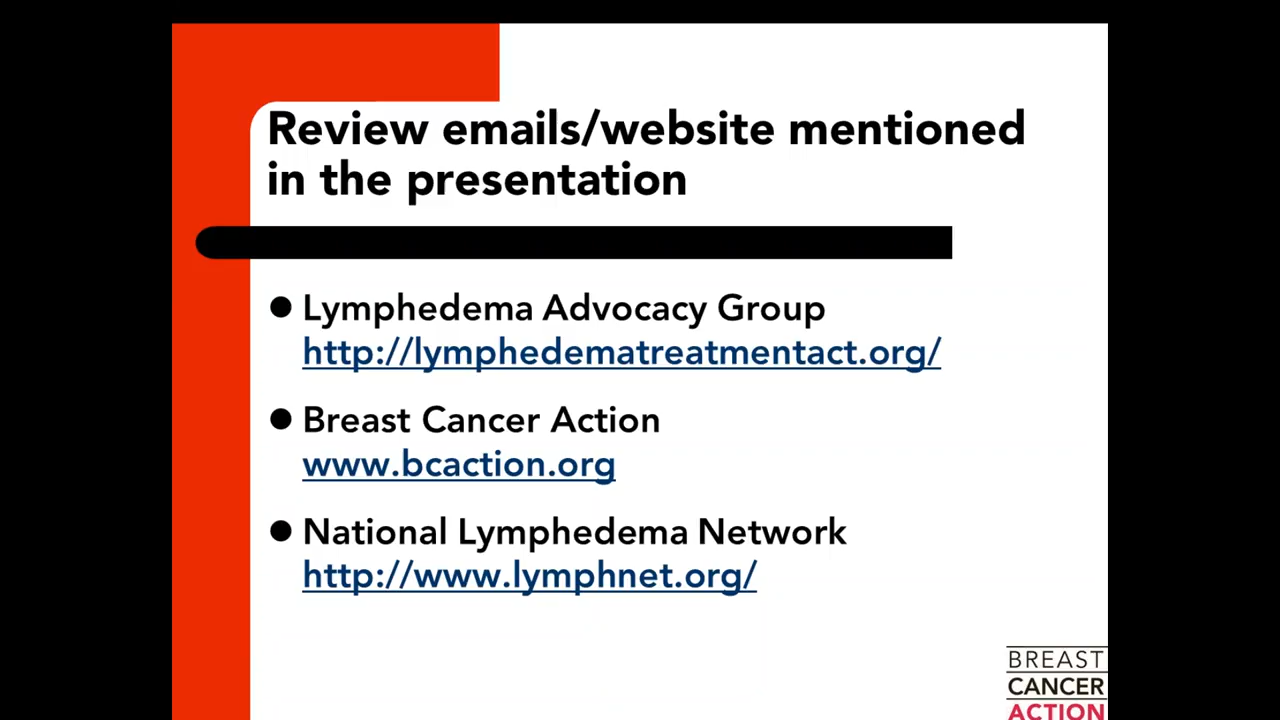 Review emails/website mentioned
in the presentation
● Lymphedema Advocacy Group
http://lymphedematreatmentact.org/
● Breast Cancer Action
www.bcaction.org
● National Lymphedema Network
http://www.lymphnet.org/
BREAST
CANCER
ACTION